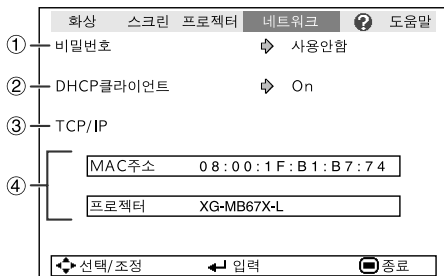 화상 스크린 프로젝터 네트워크 ? 도움말
① 비밀번호 사용안함
② DHCP클라이언트 On
③ TCP/IP
④
MAC주소 08:00:1F:B1:B7:74
프로젝터 XG-MB67X-L
선택/조정 입력 종료